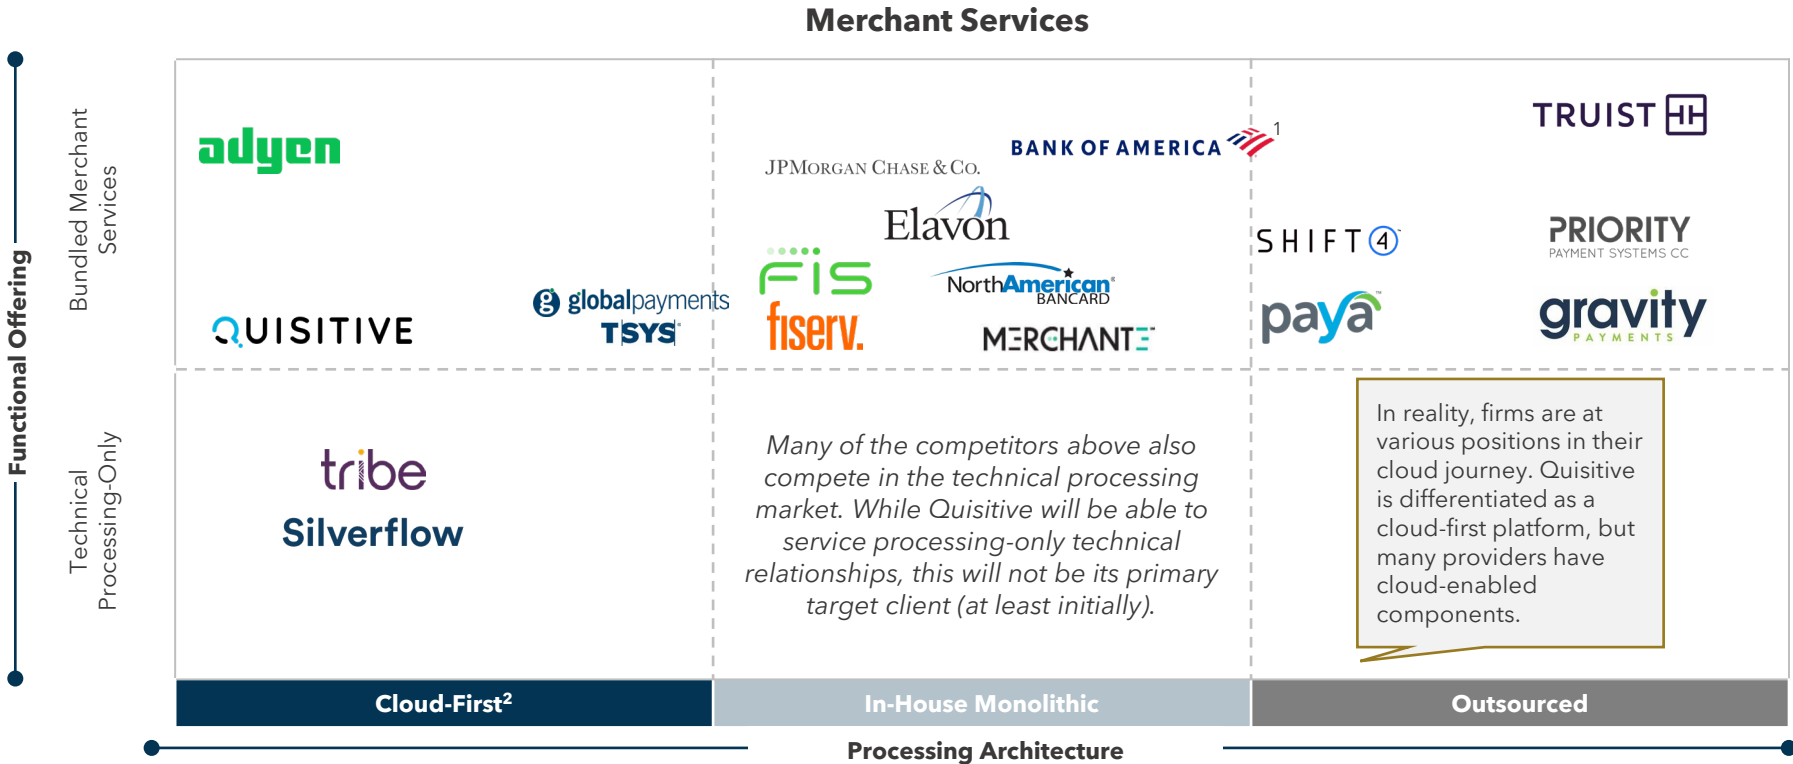 Merchant Services
Functional Offering
Bundled Merchant
Services
adyen
QUISITIVE
globalpayments
TSYS
JPMORGAN CHASE & CO.
BANK OF AMERICA 1
Elavon
FIS
fiserv.
NorthAmerican®
BANCARD
MERCHANTE™
TRUIST
SHIFT4™
PRIORITY
PAYMENT SYSTEMS CC
paya™
gravity
PAYMENTS
Technical
Processing-Only
tribe
Silverflow
Many of the competitors above also
compete in the technical processing
market. While Quisitive will be able to
service processing-only technical
relationships, this will not be its primary
target client (at least initially).
In reality, firms are at
various positions in their
cloud journey. Quisitive
is differentiated as a
cloud-first platform, but
many providers have
cloud-enabled
components.
Cloud-First²
In-House Monolithic
Outsourced
Processing Architecture